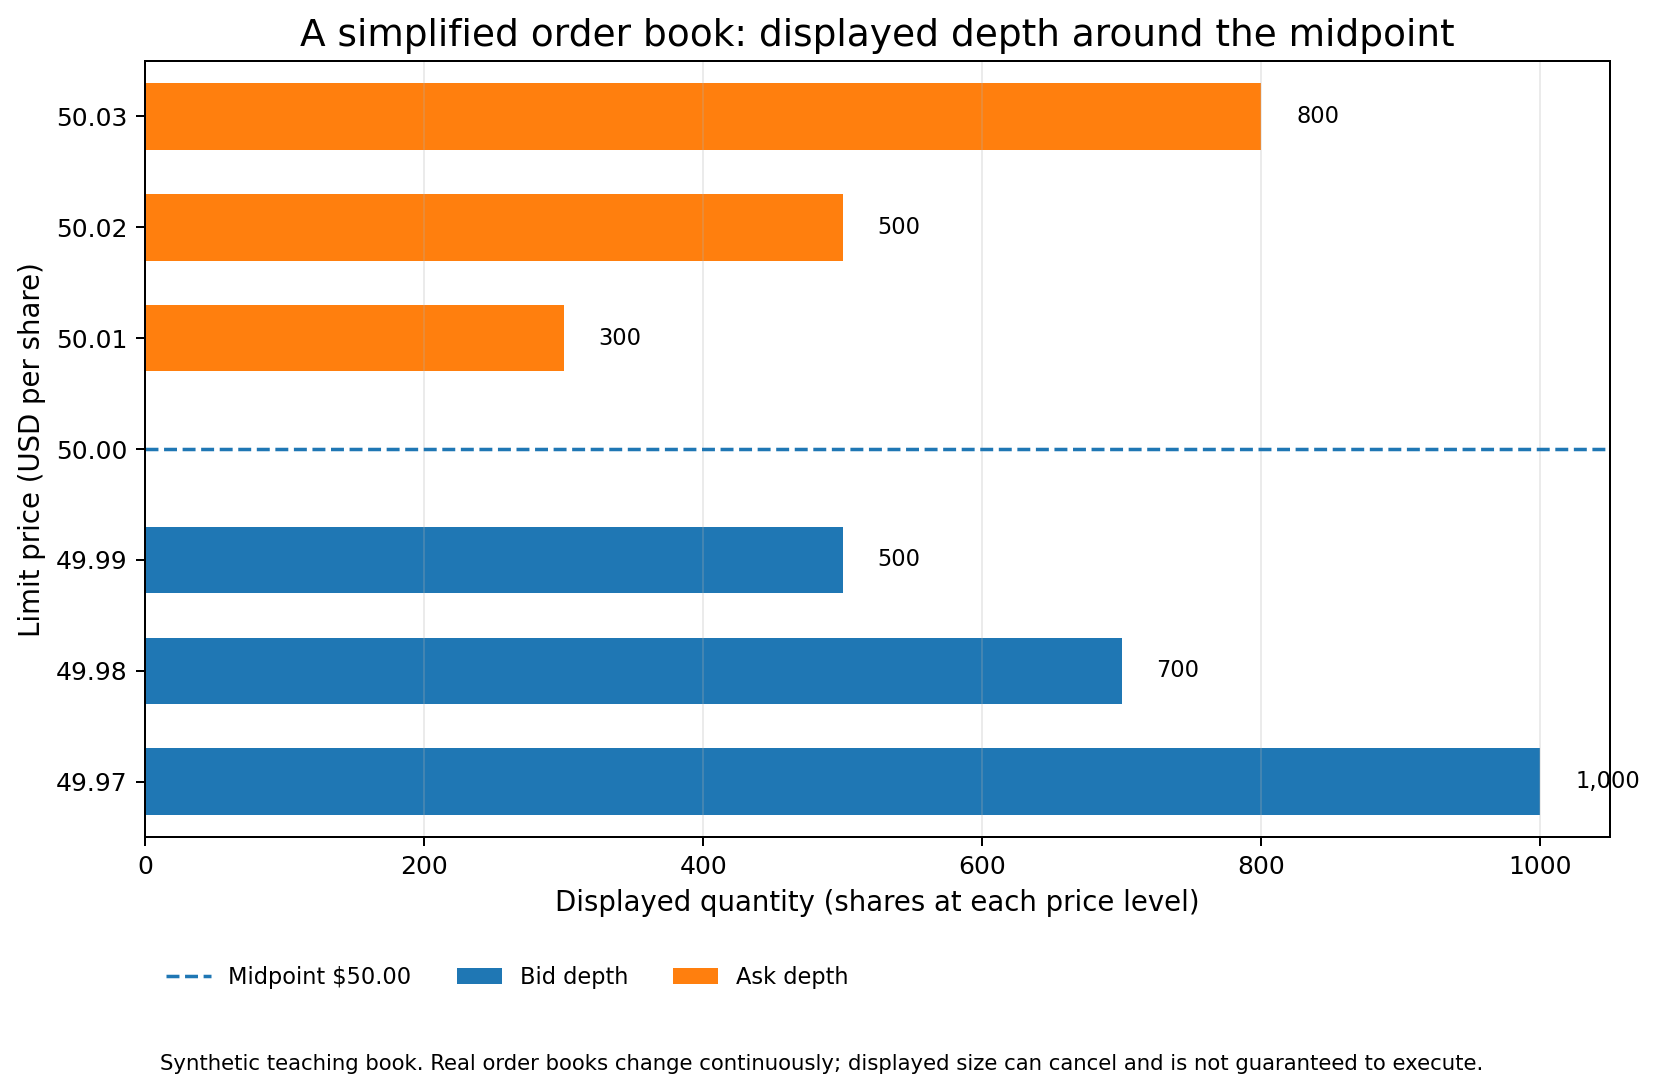 A simplified order book: displayed depth around the midpoint
Limit price (USD per share)
50.03
800
50.02
500
50.01
300
50.00
49.99
500
49.98
700
49.97
1,000
0 200 400 600 800 1000
Displayed quantity (shares at each price level)
Midpoint $50.00 Bid depth Ask depth
Synthetic teaching book. Real order books change continuously; displayed size can cancel and is not guaranteed to execute.